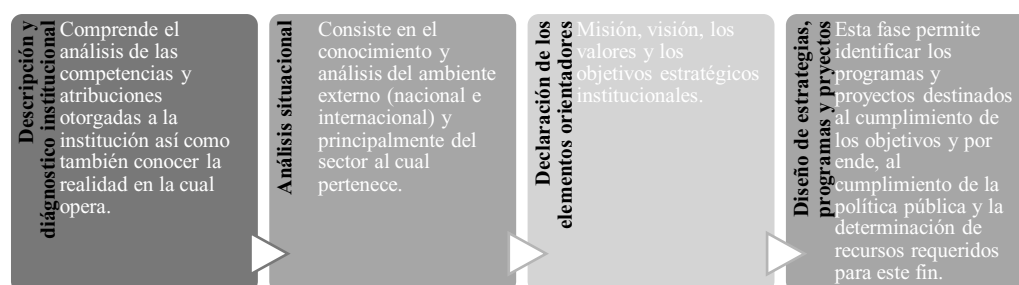 Descripción y
diágnostico institucional
Comprende el
análisis de las
competencias y
atribuciones
otorgadas a la
institución así como
también conocer la
realidad en la cual
opera.
Análisis situacional
Consiste en el
conocimiento y
análisis del ambiente
externo (nacional e
internacional) y
principalmente del
sector al cual
pertenece.
Declaración de los
elementos orientadores
Misión, visión, los
valores y los
objetivos estratégicos
institucionales.
Diseño de estrategias,
programas y pryectos
Esta fase permite
identificar los
programas y
proyectos destinados
al cumplimiento de
los objetivos y por
ende, al
cumplimiento de la
política pública y la
determinación de
recursos requeridos
para este fin.